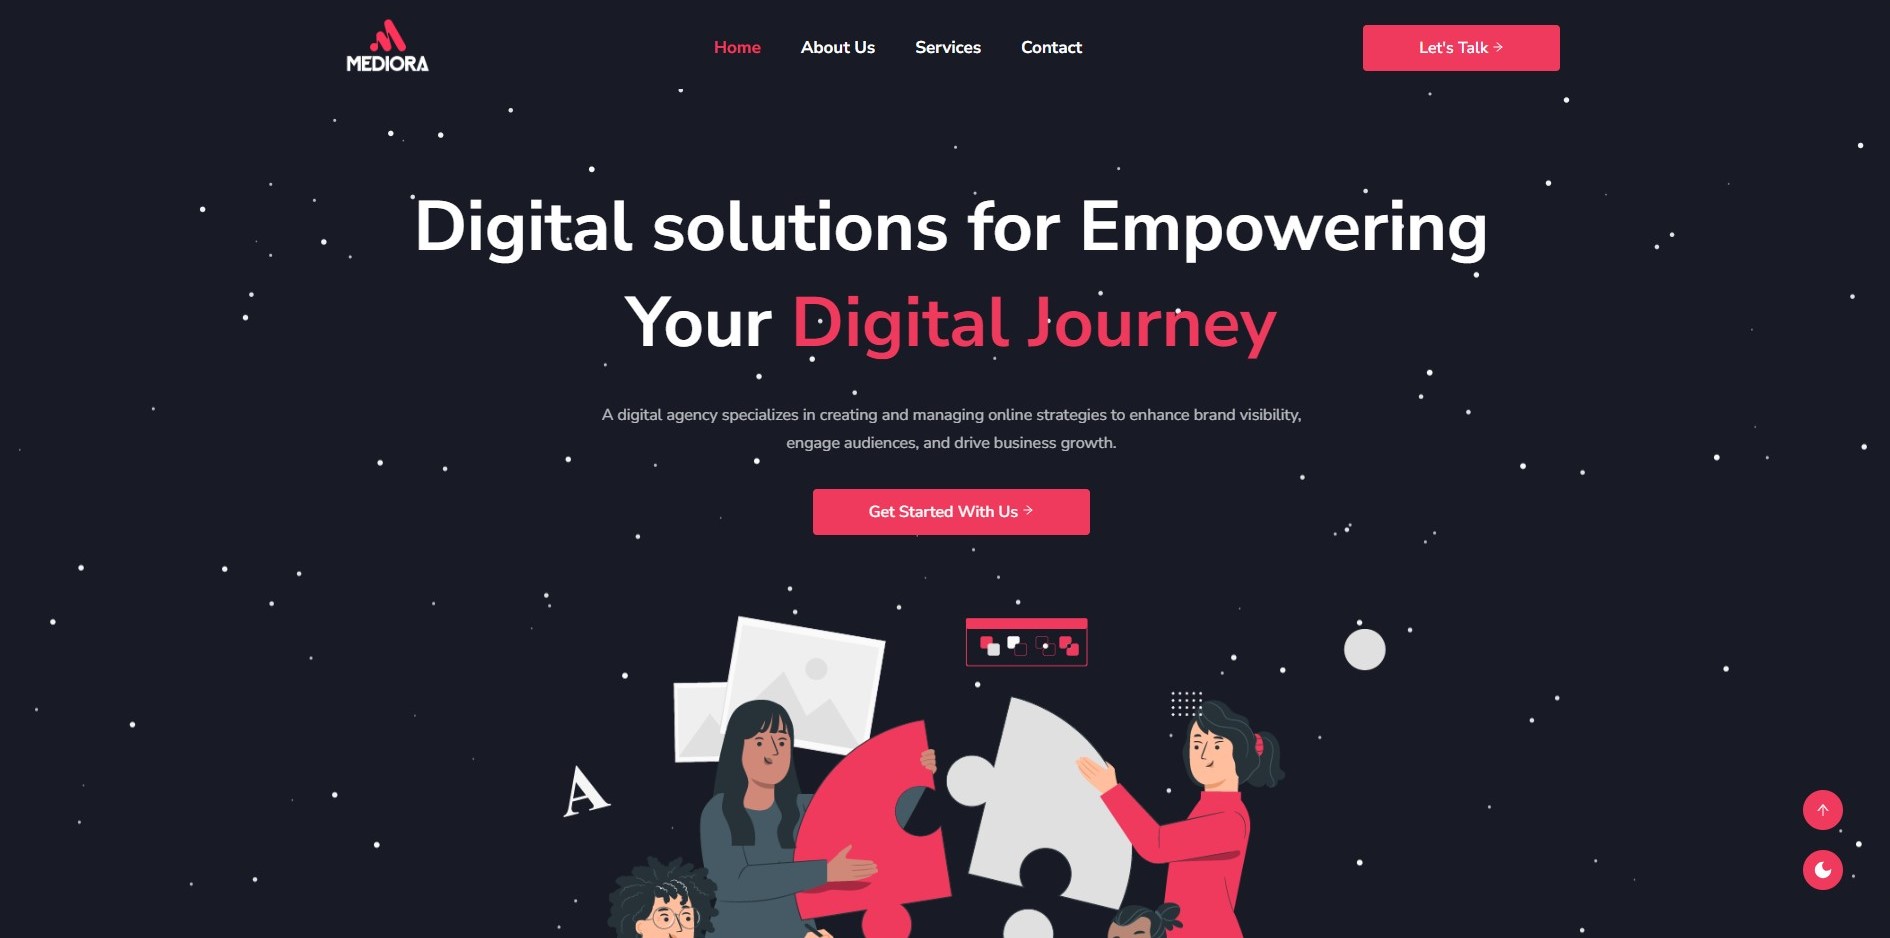 MEDIORA
Home
About Us
Services
Contact
Let's Talk →
Digital solutions for Empowering
Your Digital Journey
A digital agency specializes in creating and managing online strategies to enhance brand visibility,
engage audiences, and drive business growth.
Get Started With Us →
A